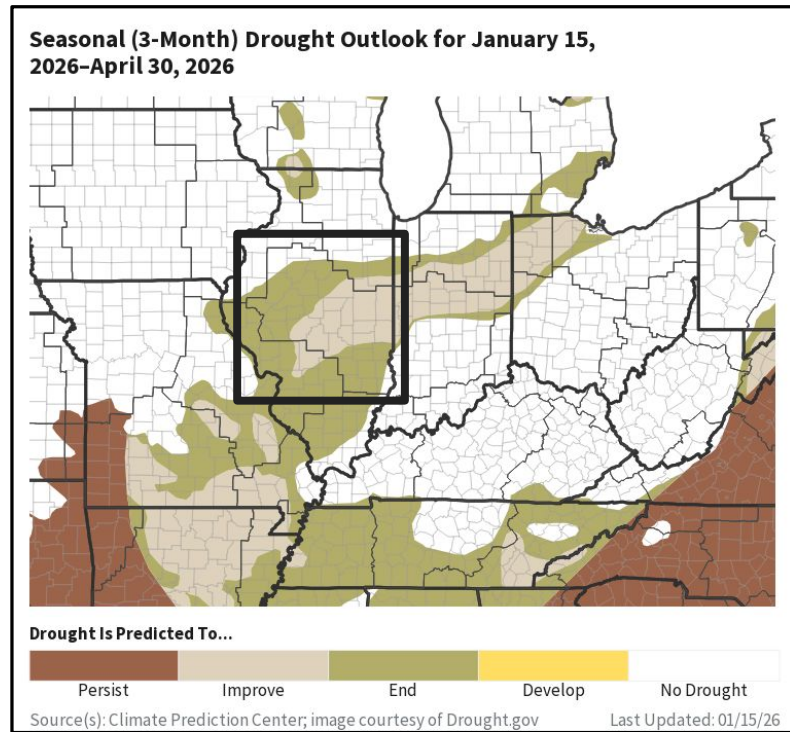 Seasonal (3-Month) Drought Outlook for January 15,
2026–April 30, 2026
Drought Is Predicted To...
Persist
Improve
End
Develop
No Drought
Source(s): Climate Prediction Center; image courtesy of Drought.gov
Last Updated: 01/15/26